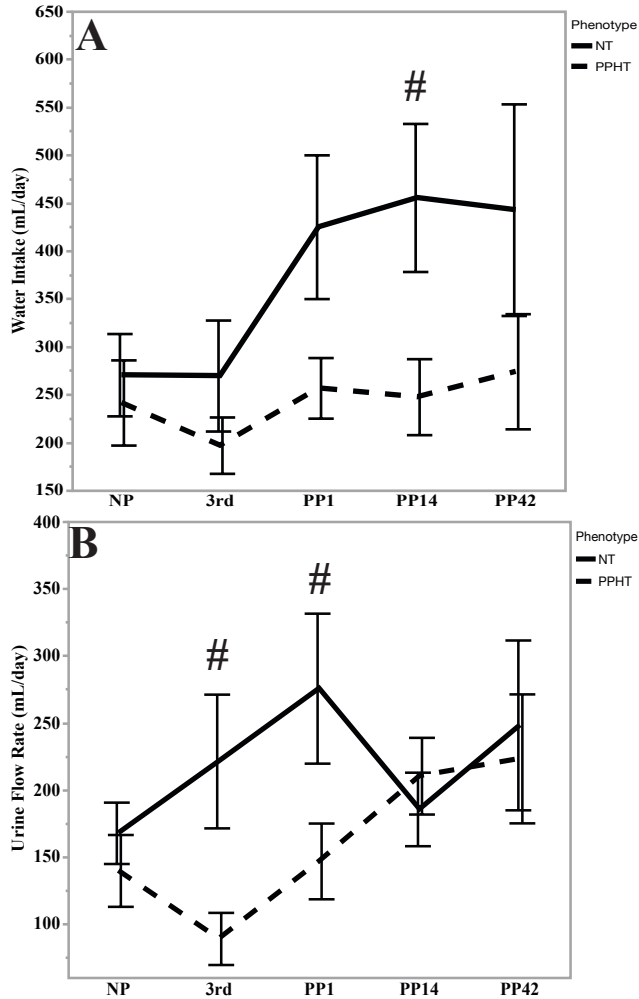 A
Phenotype
NT
PPHT
#
Water Intake (mL/day)
650
600
550
500
450
400
350
300
250
200
150
NP 3rd PP1 PP14 PP42
B
Phenotype
NT
PPHT
#
#
Urine Flow Rate (mL/day)
400
350
300
250
200
150
100
NP 3rd PP1 PP14 PP42